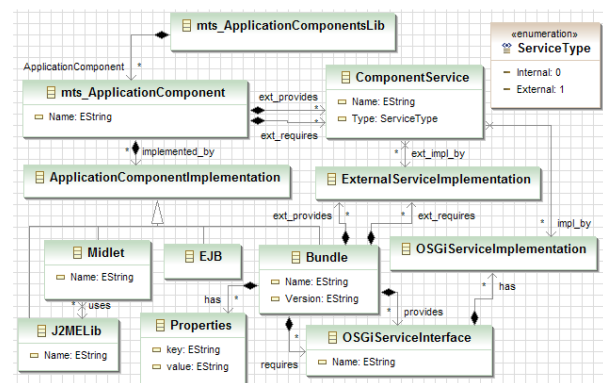 mts_ApplicationComponentsLib
«enumeration»
ServiceType
Internal: 0
External: 1
ApplicationComponent
*
mts_ApplicationComponent
Name: EString
ext_provides
*
*
ext_requires
ComponentService
Name: EString
Type: ServiceType
*
implemented_by
*
ext_impl_by
ApplicationComponentImplementation
ExternalServiceImplementation
ext_provides
*
*
ext_requires
*
impl_by
Midlet
Name: EString
EJB
Bundle
Name: EString
Version: EString
OSGiServiceImplementation
*
uses
*
has
*
*
has
*
provides
J2MELib
Name: EString
Properties
key: EString
value: EString
requires
*
OSGiServiceInterface
Name: EString